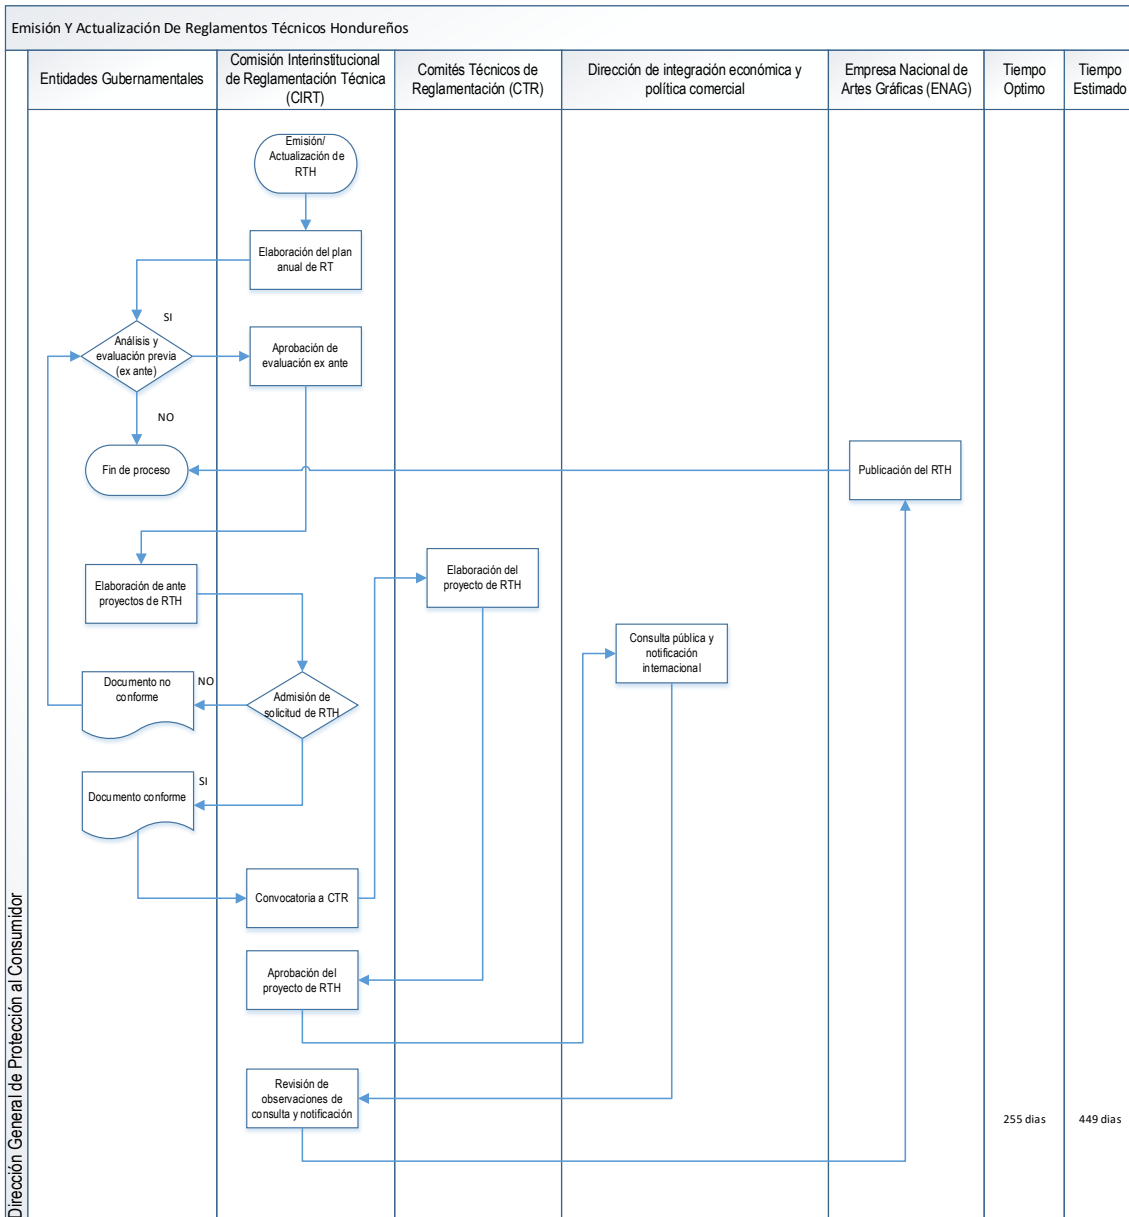 Emisión Y Actualización De Reglamentos Técnicos Hondureños
Entidades Gubernamentales
Comisión Interinstitucional
de Reglamentación Técnica
(CIRT)
Comités Técnicos de
Reglamentación (CTR)
Dirección de integración económica y
política comercial
Empresa Nacional de
Artes Gráficas (ENAG)
Tiempo
Optimo
Tiempo
Estimado
Emisión/
Actualización de
RTH
Elaboración del plan
anual de RT
SI
Análisis y
evaluación previa
(ex ante)
Aprobación de
evaluación ex ante
NO
Fin de proceso
Publicación del RTH
Elaboración de ante
proyectos de RTH
Elaboración del
proyecto de RTH
Consulta pública y
notificación
internacional
Documento no
conforme
NO
Admisión de
solicitud de RTH
Documento conforme
SI
Convocatoria a CTR
Aprobación del
proyecto de RTH
Revisión de
observaciones de
consulta y notificación
255 dias
449 dias
Dirección General de Protección al Consumidor